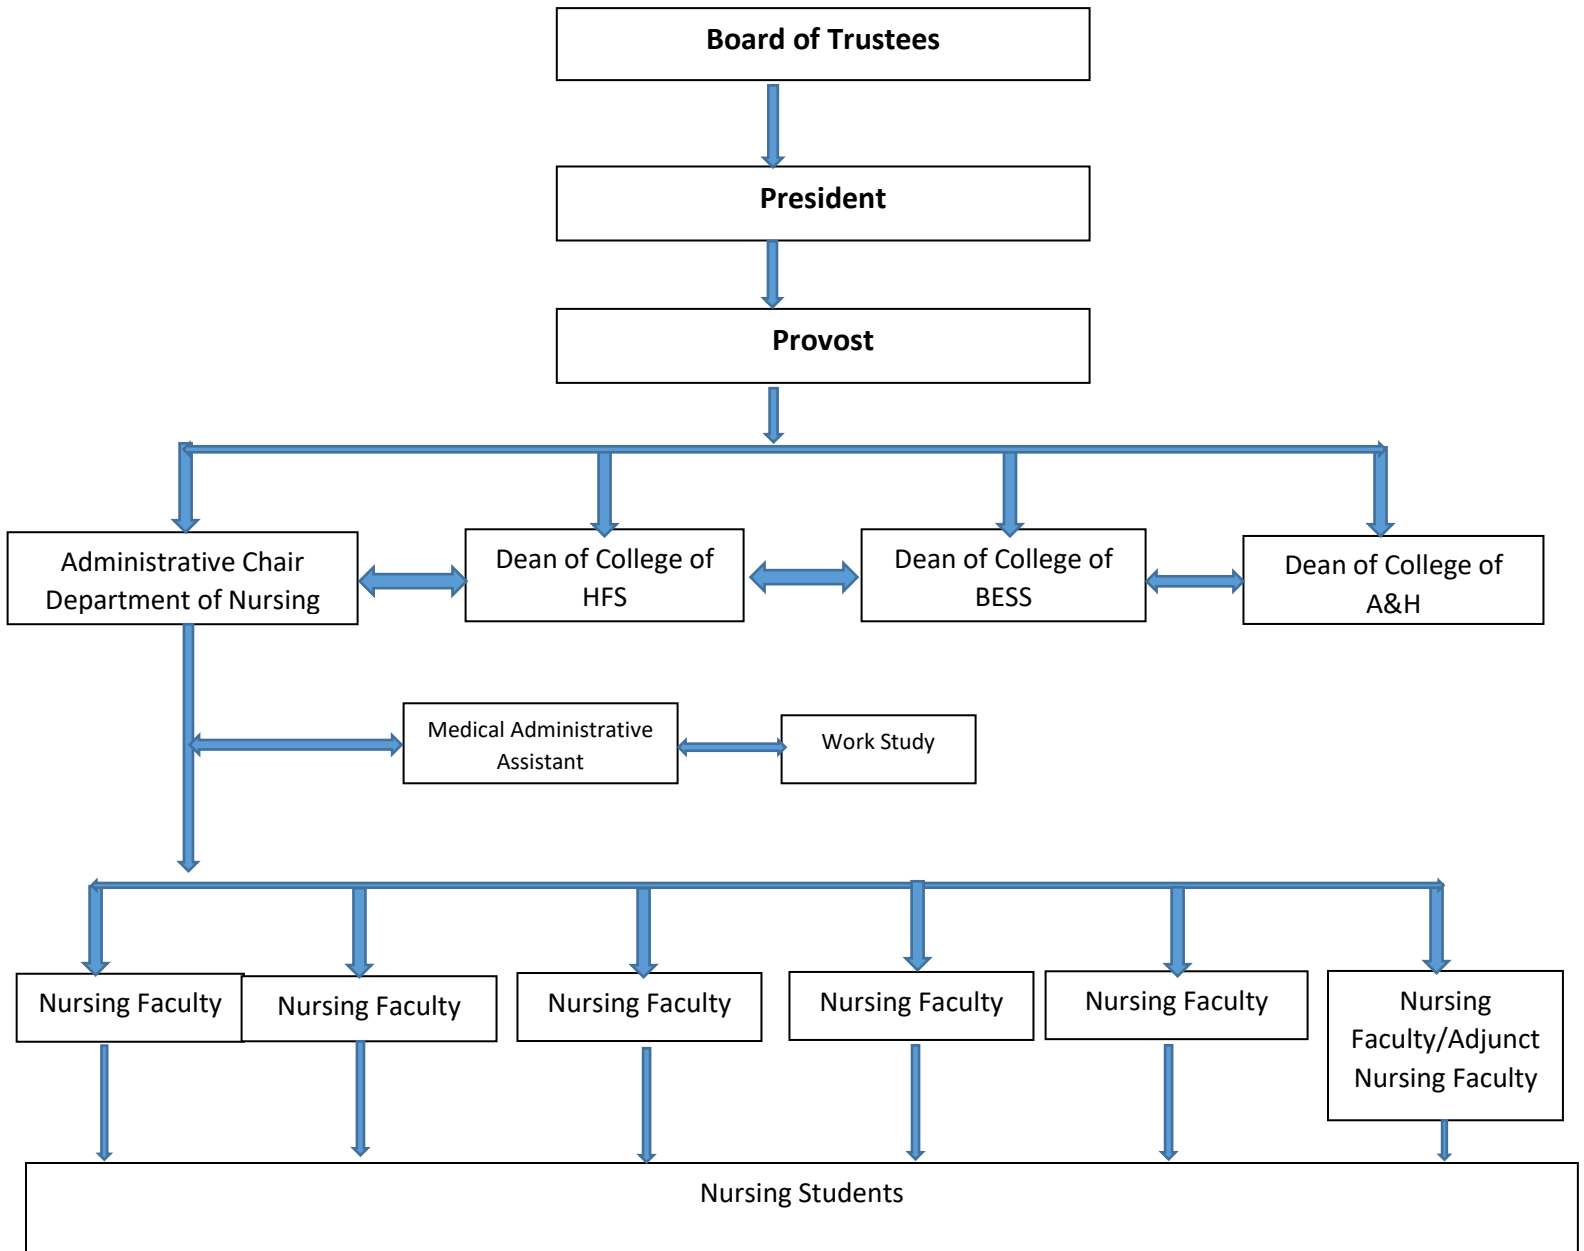 Board of Trustees
President
Provost
Administrative Chair
Department of Nursing
Dean of College of
HFS
Dean of College of
BESS
Dean of College of
A&H
Medical Administrative
Assistant
Work Study
Nursing Faculty
Nursing Faculty
Nursing Faculty
Nursing Faculty
Nursing Faculty
Nursing
Faculty/Adjunct
Nursing Faculty
Nursing Students